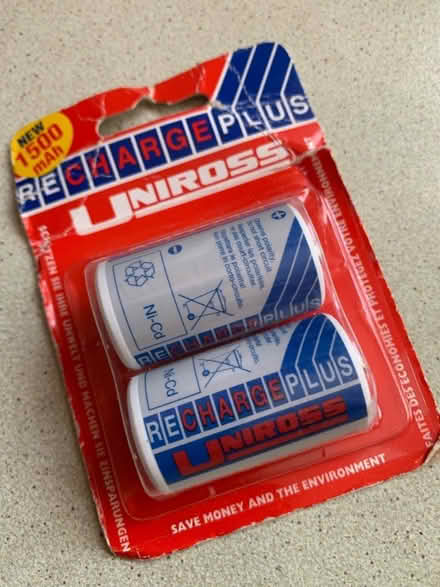 NEW
1500
mAh
RECHARGEPLUS
UNIROSS
SCHÜTZEN SIE IHRE UMWELT UND MACHEN SIE EINSPARUNGEN
FAITES DES ECONOMIES ET PROTEGEZ VOTRE ENVIRONNEMENT
Ni-Cd
RECHARGEPLUS
Ni-Cd
RECHARGEPLUS
UNIROSS
SAVE MONEY AND THE ENVIRONMENT